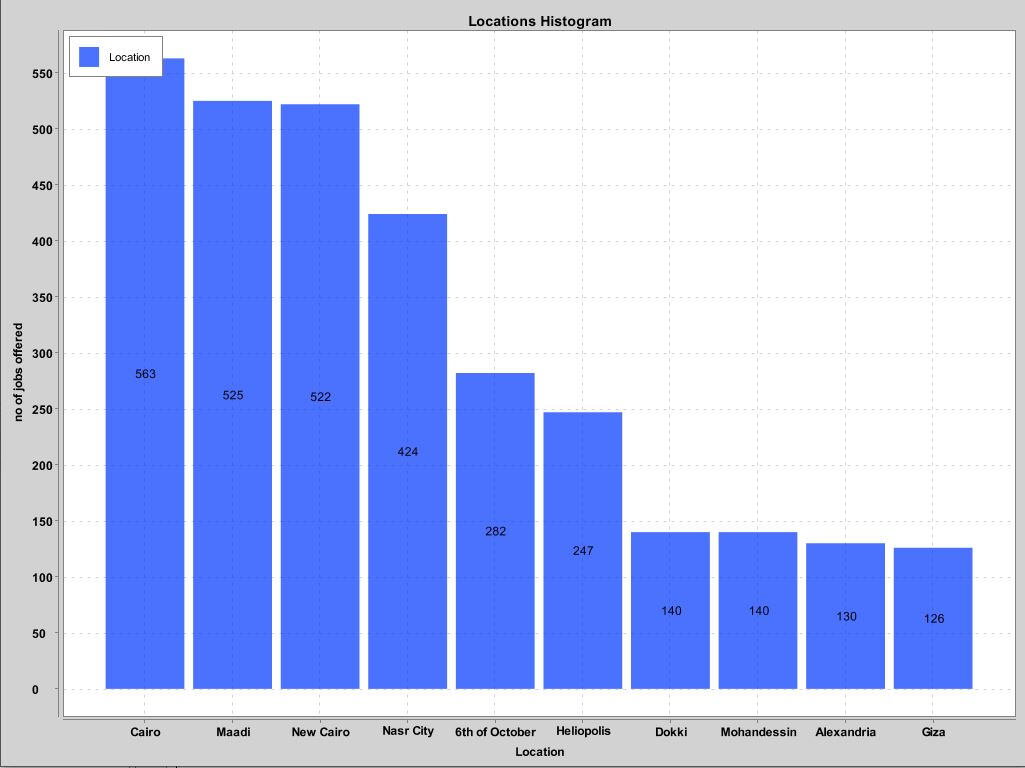 Locations Histogram
Location
550
500
450
400
350
300
250
200
150
100
50
0
no of jobs offered
563
525
522
424
282
247
140
140
130
126
Cairo
Maadi
New Cairo
Nasr City
6th of October
Heliopolis
Dokki
Mohandessin
Alexandria
Giza
Location